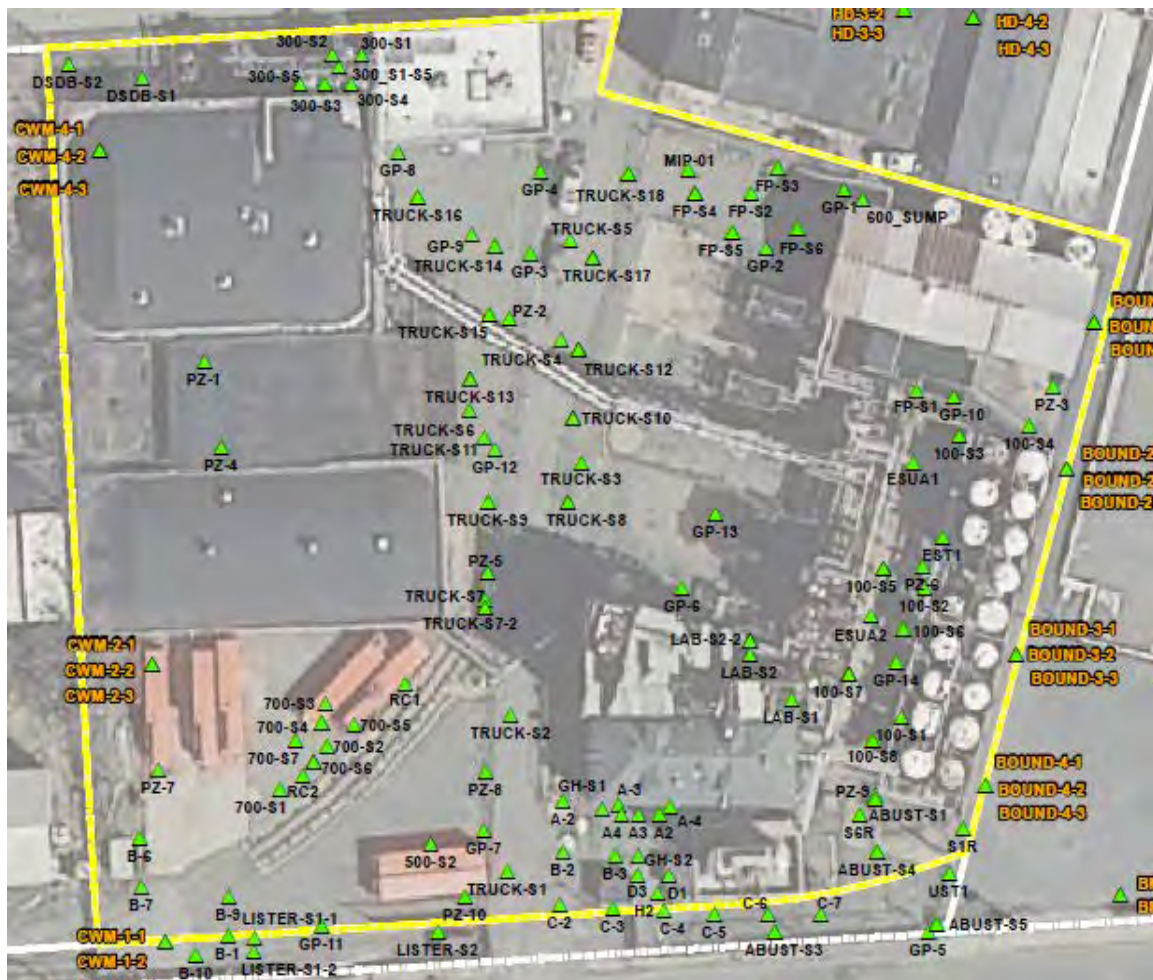 HD-3-2
HD-3-3
HD-4-2
HD-4-3
300-S2
300-S1
DSDB-S2
DSDB-S1
300-S5
300_S1-S5
300-S3
300-S4
CWM-4-1
CWM-4-2
CWM-4-3
GP-8
GP-4
TRUCK-S18
MIP-01
FP-S3
FP-S4
FP-S2
GP-1
600_SUMP
TRUCK-S16
TRUCK-S5
GP-9
TRUCK-S14
GP-3
TRUCK-S17
FP-S5
GP-2
FP-S6
TRUCK-S15
PZ-2
TRUCK-S4
TRUCK-S12
BOUN
BOUN
BOUN
PZ-1
TRUCK-S13
FP-S1
GP-10
PZ-3
TRUCK-S6
TRUCK-S10
TRUCK-S11
GP-12
100-S3
100-S4
PZ-4
TRUCK-S3
ESUA1
BOUND-2
BOUND-2
BOUND-2
TRUCK-S9
TRUCK-S8
GP-13
EST1
PZ-5
100-S5
PZ-6
TRUCK-S7
TRUCK-S7-2
GP-6
100-S2
ESUA2
100-S6
LAB-S2-2
LAB-S2
CWM-2-1
CWM-2-2
CWM-2-3
BOUND-3-1
BOUND-3-2
BOUND-3-3
GP-14
100-S7
RC1
700-S3
700-S4
700-S5
LAB-S1
TRUCK-S2
700-S7
700-S2
100-S1
100-S8
700-S6
PZ-7
RC2
700-S1
PZ-8
BOUND-4-1
BOUND-4-2
BOUND-4-3
GH-S1
A-3
A-2
A4
A3
A2
A-4
PZ-9
ABUST-S1
S6R
S1R
B-6
500-S2
GP-7
B-2
B-3
GH-S2
ABUST-S4
TRUCK-S1
D3
D1
UST1
B-7
B-9
PZ-10
C-2
C-3
H2
C-4
C-5
C-6
C-7
LISTER-S1-1
GP-11
LISTER-S2
ABUST-S3
ABUST-S5
GP-5
CWM-1-1
CWM-1-2
B-10
B-1
LISTER-S1-2